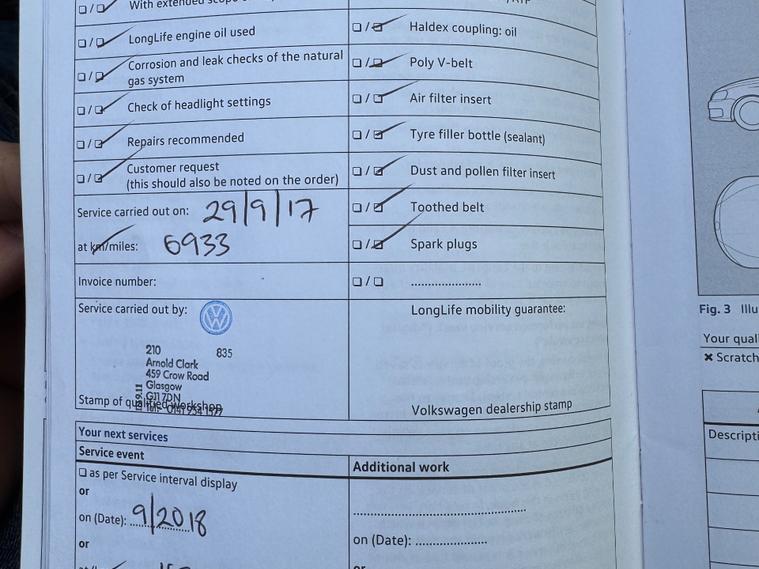 With extended scope
LongLife engine oil used
Corrosion and leak checks of the natural
gas system
Check of headlight settings
Repairs recommended
Customer request
(this should also be noted on the order)
Service carried out on: 29/9/17
at km/miles: 6933
Invoice number:
Service carried out by:
210 835
Arnold Clark
459 Crow Road
Glasgow
G11 7DN
Stamp of qualified workshop
Haldex coupling: oil
Poly V-belt
Air filter insert
Tyre filler bottle (sealant)
Dust and pollen filter insert
Toothed belt
Spark plugs
LongLife mobility guarantee:
Volkswagen dealership stamp
Your next services
Service event
as per Service interval display
or
on (Date): 9/2018
or
Additional work
on (Date):
or
Fig. 3 Illu
Your qual
Scratch
Descripti